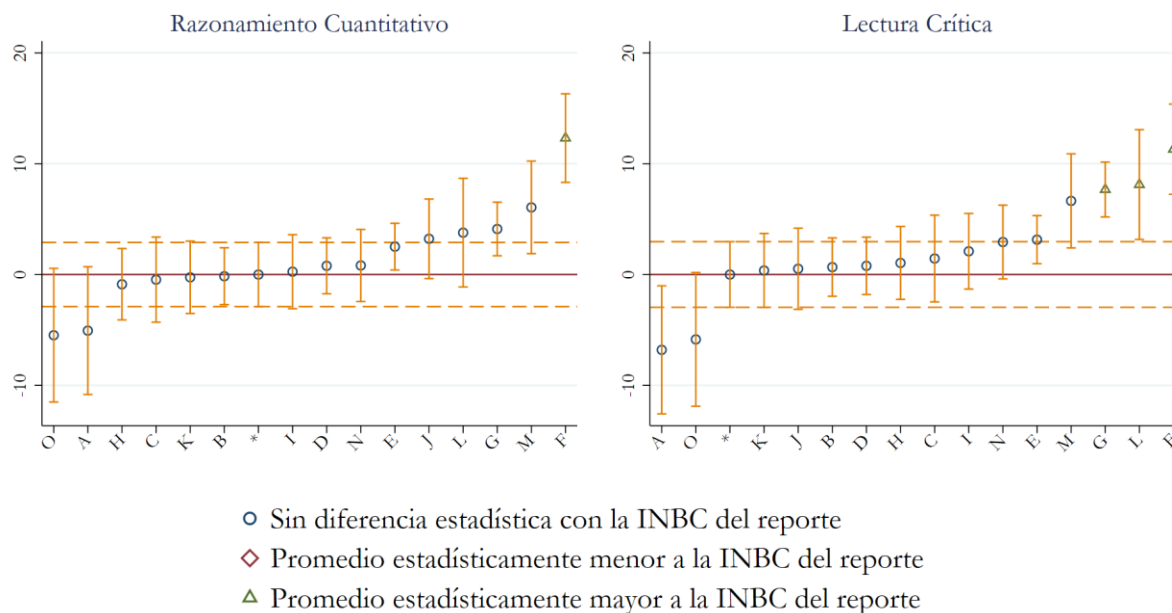 Razonamiento Cuantitativo
20
10
0
-10
O A H C K B * I D N E J L G M F
Lectura Crítica
20
10
0
-10
A O * K J B D H C I N E M G L F
Sin diferencia estadística con la INBC del reporte
Promedio estadísticamente menor a la INBC del reporte
Promedio estadísticamente mayor a la INBC del reporte